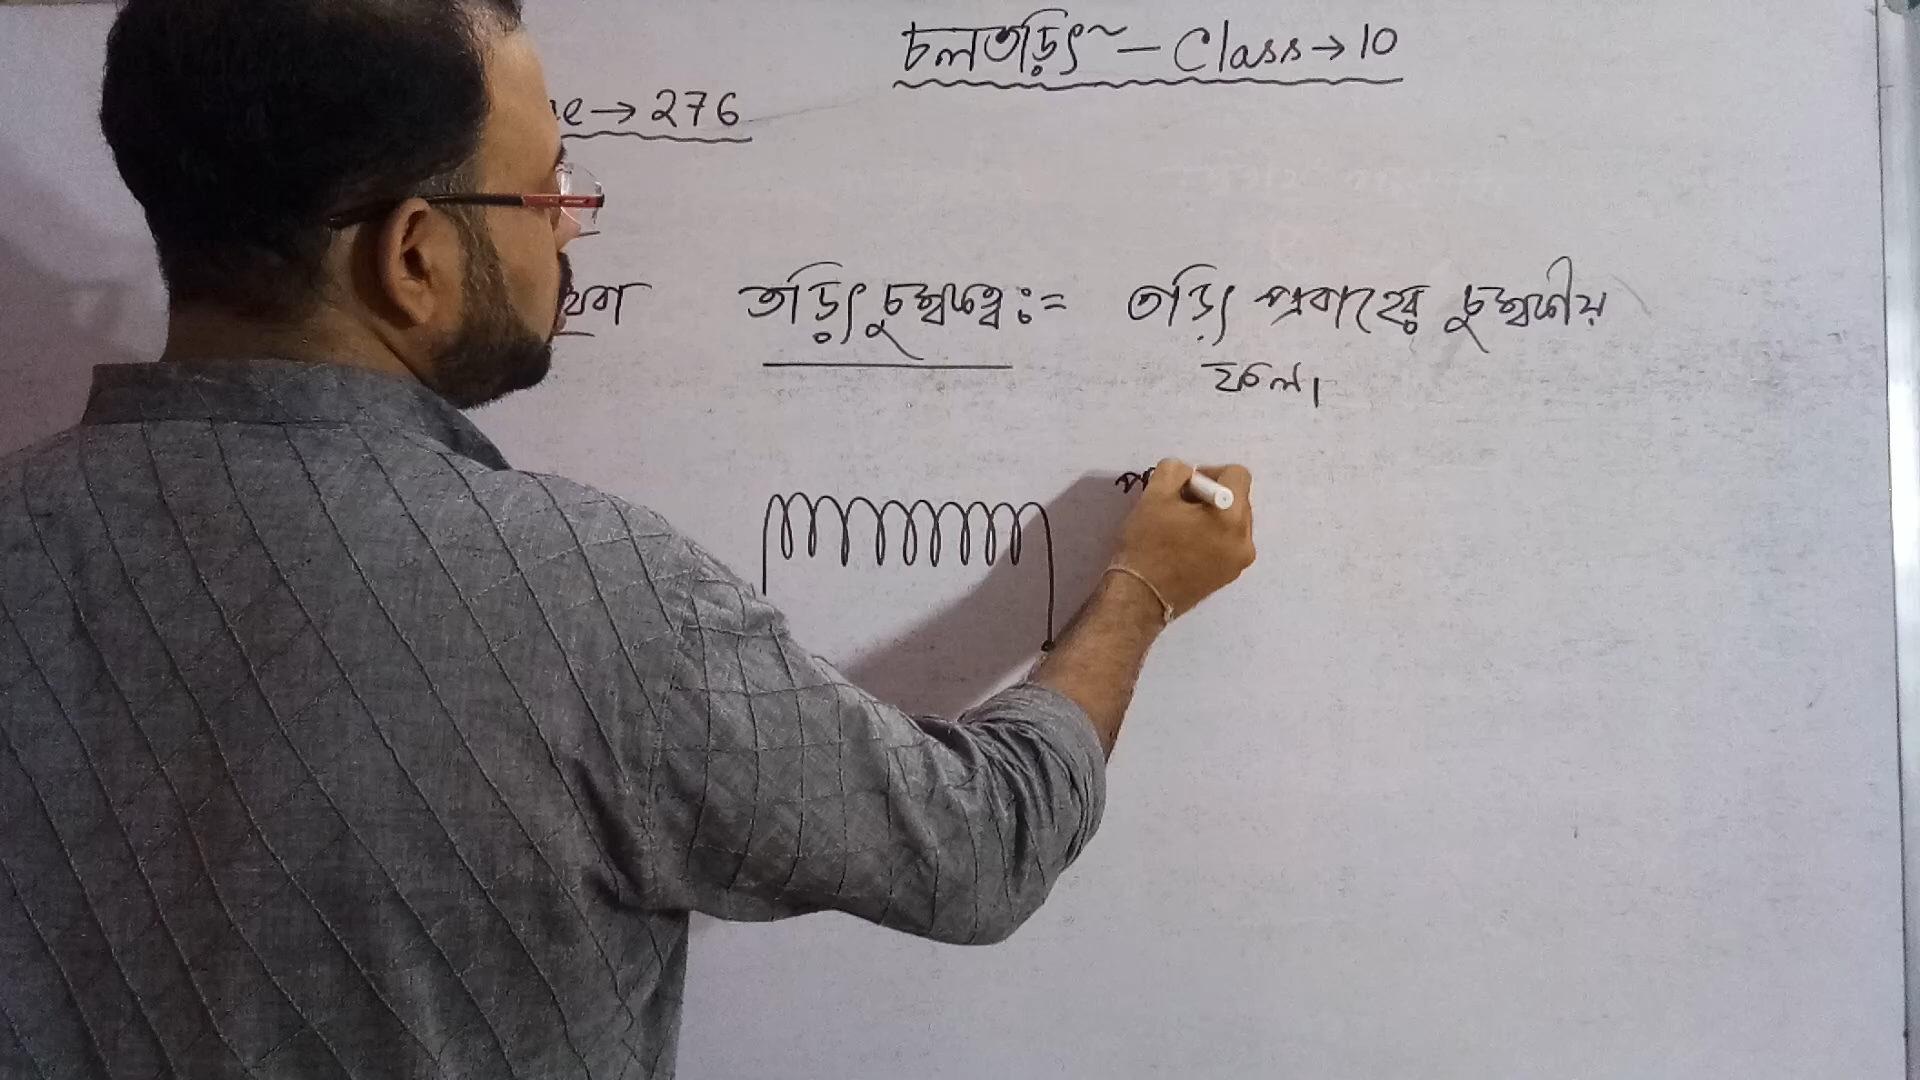 চলতড়িৎ — Class → 10
e → 276
তড়িৎ চুম্বকত্ব := তড়িৎ প্রবাহের চুম্বকীয়
ফল।